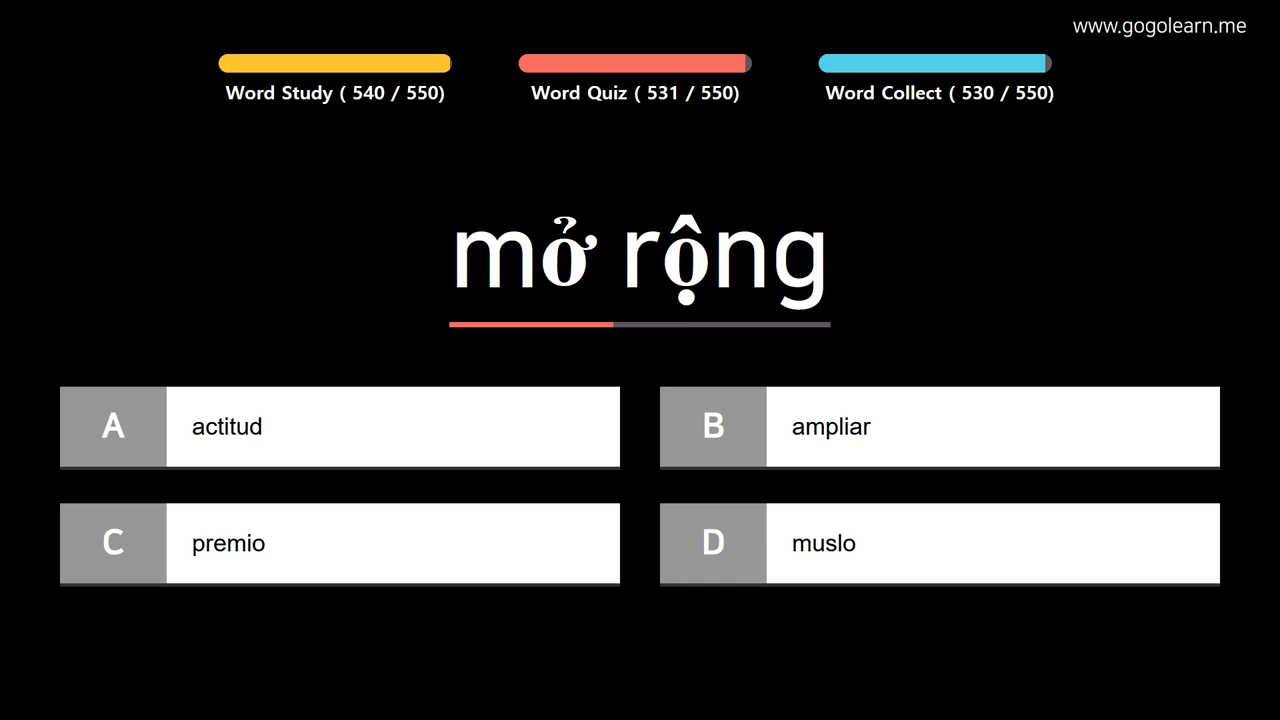 www.gogolearn.me
Word Study ( 540 / 550)
Word Quiz ( 531 / 550)
Word Collect ( 530 / 550)
mở rộng
A actitud
B ampliar
C premio
D muslo